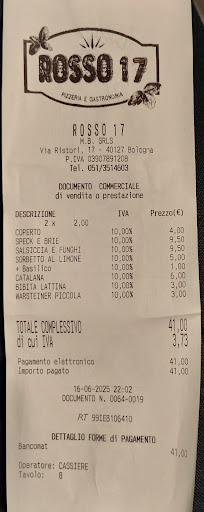 ROSSO 17
PIZZERIA E GASTRONOMIA
ROSSO 17
M.B. SRLS
Via Ristori, 17 - 40127 Bologna
P.IVA 03907891208
Tel. 051/3514603
DOCUMENTO COMMERCIALE
di vendita o prestazione
DESCRIZIONE IVA Prezzo(€)
2 x 2,00
COPERTO 10,00% 4,00
SPECK E BRIE 10,00% 9,50
SALSICCIA E FUNGHI 10,00% 9,50
SORBETTO AL LIMONE 10,00% 5,00
+ Basilico 10,00% 1,00
CATALANA 10,00% 6,00
BIBITA LATTINA 10,00% 3,00
WARSTEINER PICCOLA 10,00% 3,00
TOTALE COMPLESSIVO 41,00
di cui IVA 3,73
Pagamento elettronico 41,00
Importo pagato 41,00
16-06-2025 22:02
DOCUMENTO N. 0064-0019
RT 99IEB106410
DETTAGLIO FORME di PAGAMENTO
Bancomat 41,00
Operatore: CASSIERE
Tavolo: 8